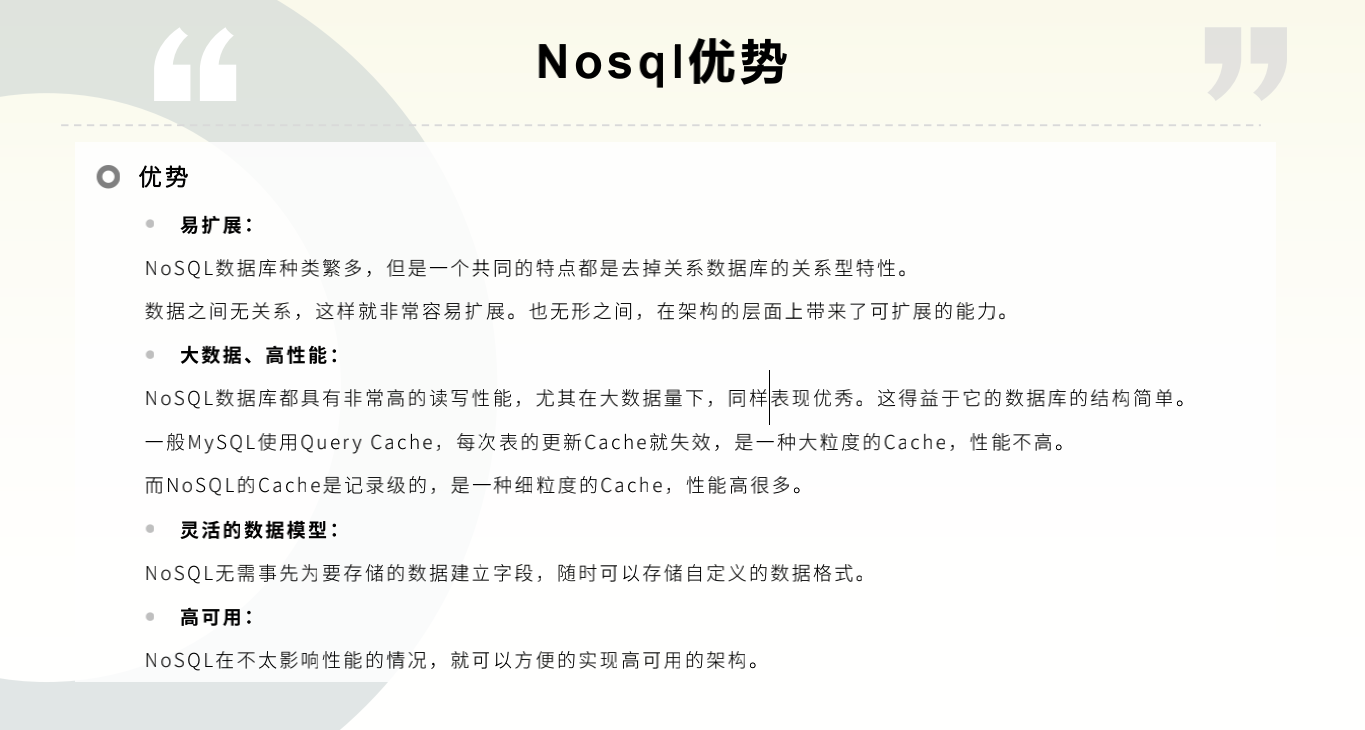 Nosql优势
优势
易扩展：
NoSQL数据库种类繁多，但是一个共同的特点都是去掉关系数据库的关系型特性。
数据之间无关系，这样就非常容易扩展。也无形之间，在架构的层面上带来了可扩展的能力。
大数据、高性能：
NoSQL数据库都具有非常高的读写性能，尤其在大数据量下，同样表现优秀。这得益于它的数据库的结构简单。
一般MySQL使用Query Cache，每次表的更新Cache就失效，是一种大粒度的Cache，性能不高。
而NoSQL的Cache是记录级的，是一种细粒度的Cache，性能高很多。
灵活的数据模型：
NoSQL无需事先为要存储的数据建立字段，随时可以存储自定义的数据格式。
高可用：
NoSQL在不太影响性能的情况，就可以方便的实现高可用的架构。